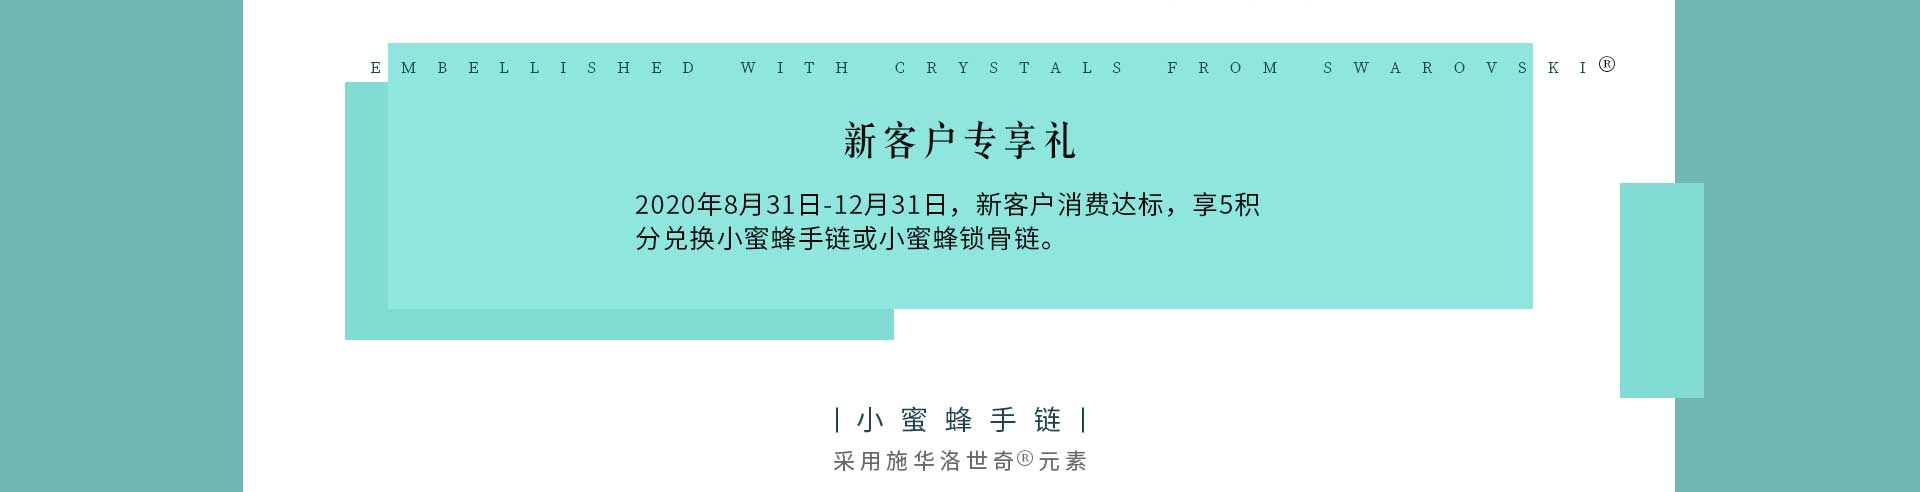 EMBELLISHED WITH CRYSTALS FROM SWAROVSKI®
新客户专享礼
2020年8月31日-12月31日，新客户消费达标，享5积
分兑换小蜜蜂手链或小蜜蜂锁骨链。
|小蜜蜂手链|
采用施华洛世奇®元素